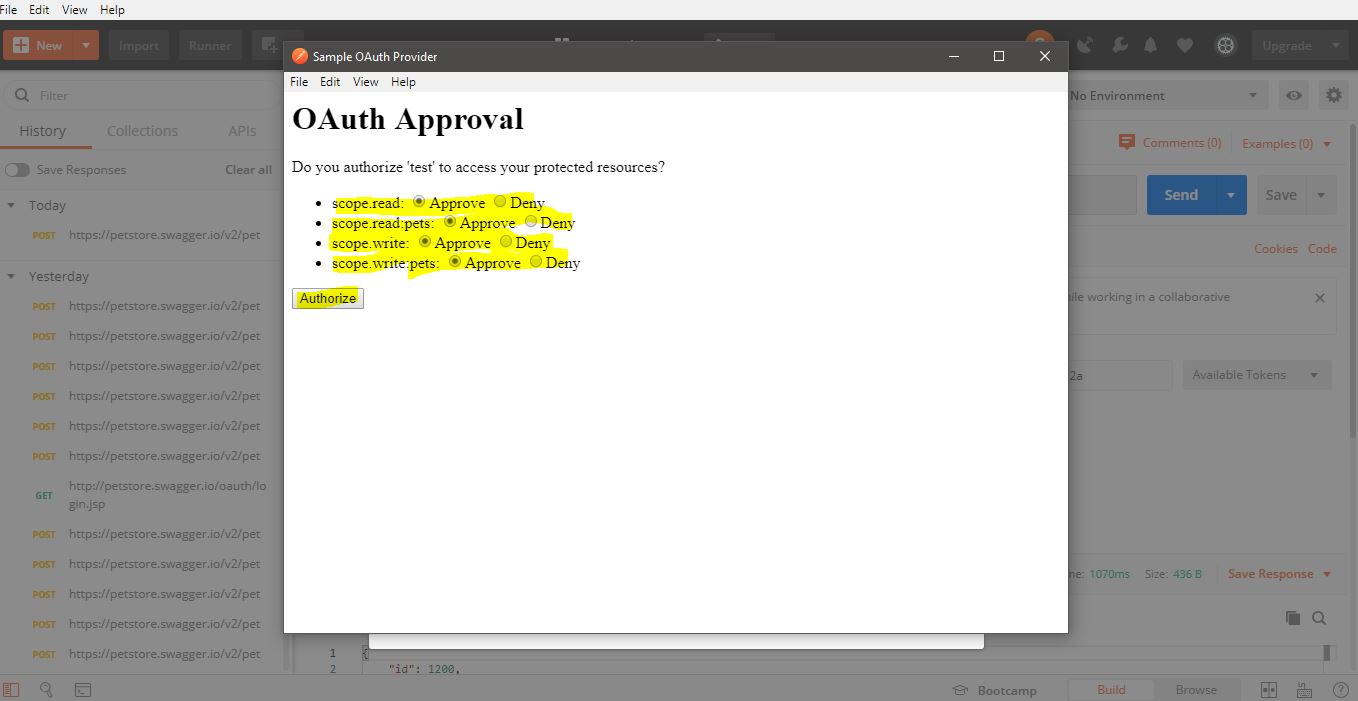 File Edit View Help
New Import Runner Upgrade
Sample OAuth Provider
File Edit View Help
OAuth Approval
Do you authorize 'test' to access your protected resources?
scope.read: Approve Deny
scope.read:pets: Approve Deny
scope.write: Approve Deny
scope.write:pets: Approve Deny
Authorize
Filter
History Collections APIs
Save Responses Clear all
Today
POST https://petstore.swagger.io/v2/pet
Yesterday
POST https://petstore.swagger.io/v2/pet
POST https://petstore.swagger.io/v2/pet
POST https://petstore.swagger.io/v2/pet
POST https://petstore.swagger.io/v2/pet
POST https://petstore.swagger.io/v2/pet
POST https://petstore.swagger.io/v2/pet
GET http://petstore.swagger.io/oauth/lo
gin.jsp
POST https://petstore.swagger.io/v2/pet
POST https://petstore.swagger.io/v2/pet
POST https://petstore.swagger.io/v2/pet
POST https://petstore.swagger.io/v2/pet
POST https://petstore.swagger.io/v2/pet
No Environment
Comments (0) Examples (0)
Send Save
Cookies Code
working in a collaborative
2a Available Tokens
1070ms Size: 436 B Save Response
1 {
2 "id": 1200,
Bootcamp Build Browse